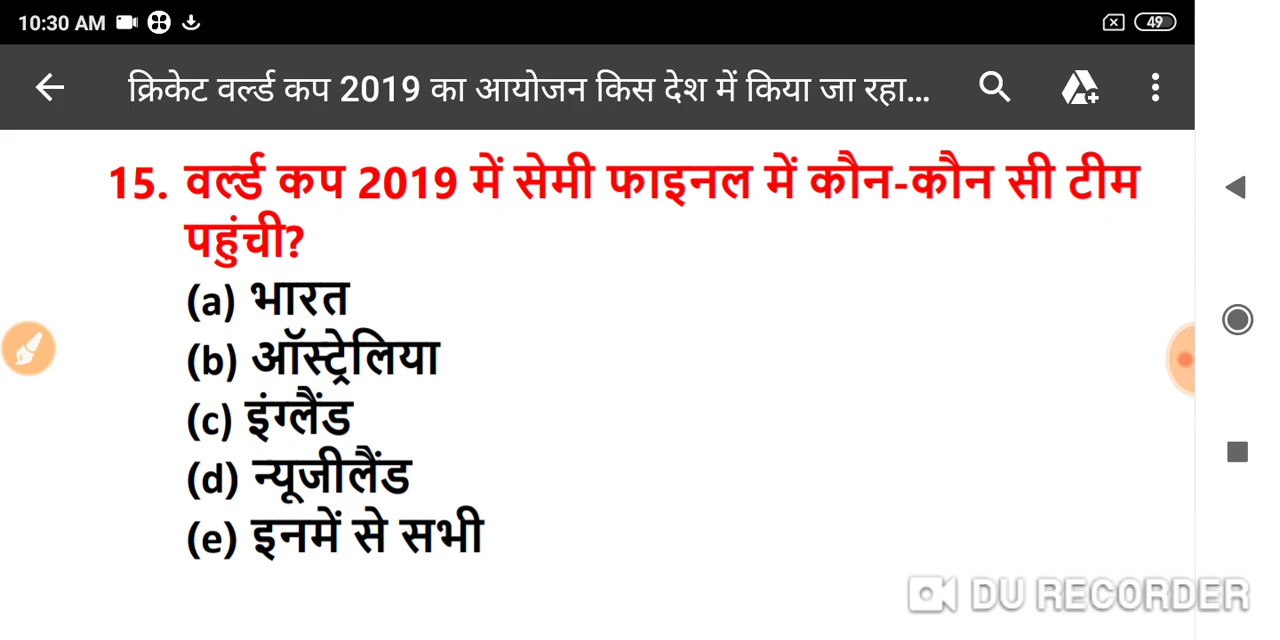 10:30 AM 49
क्रिकेट वर्ल्ड कप 2019 का आयोजन किस देश में किया जा रहा...
15. वर्ल्ड कप 2019 में सेमी फाइनल में कौन-कौन सी टीम
पहुंची?
(a) भारत
(b) ऑस्ट्रेलिया
(c) इंग्लैंड
(d) न्यूजीलैंड
(e) इनमें से सभी
DU RECORDER